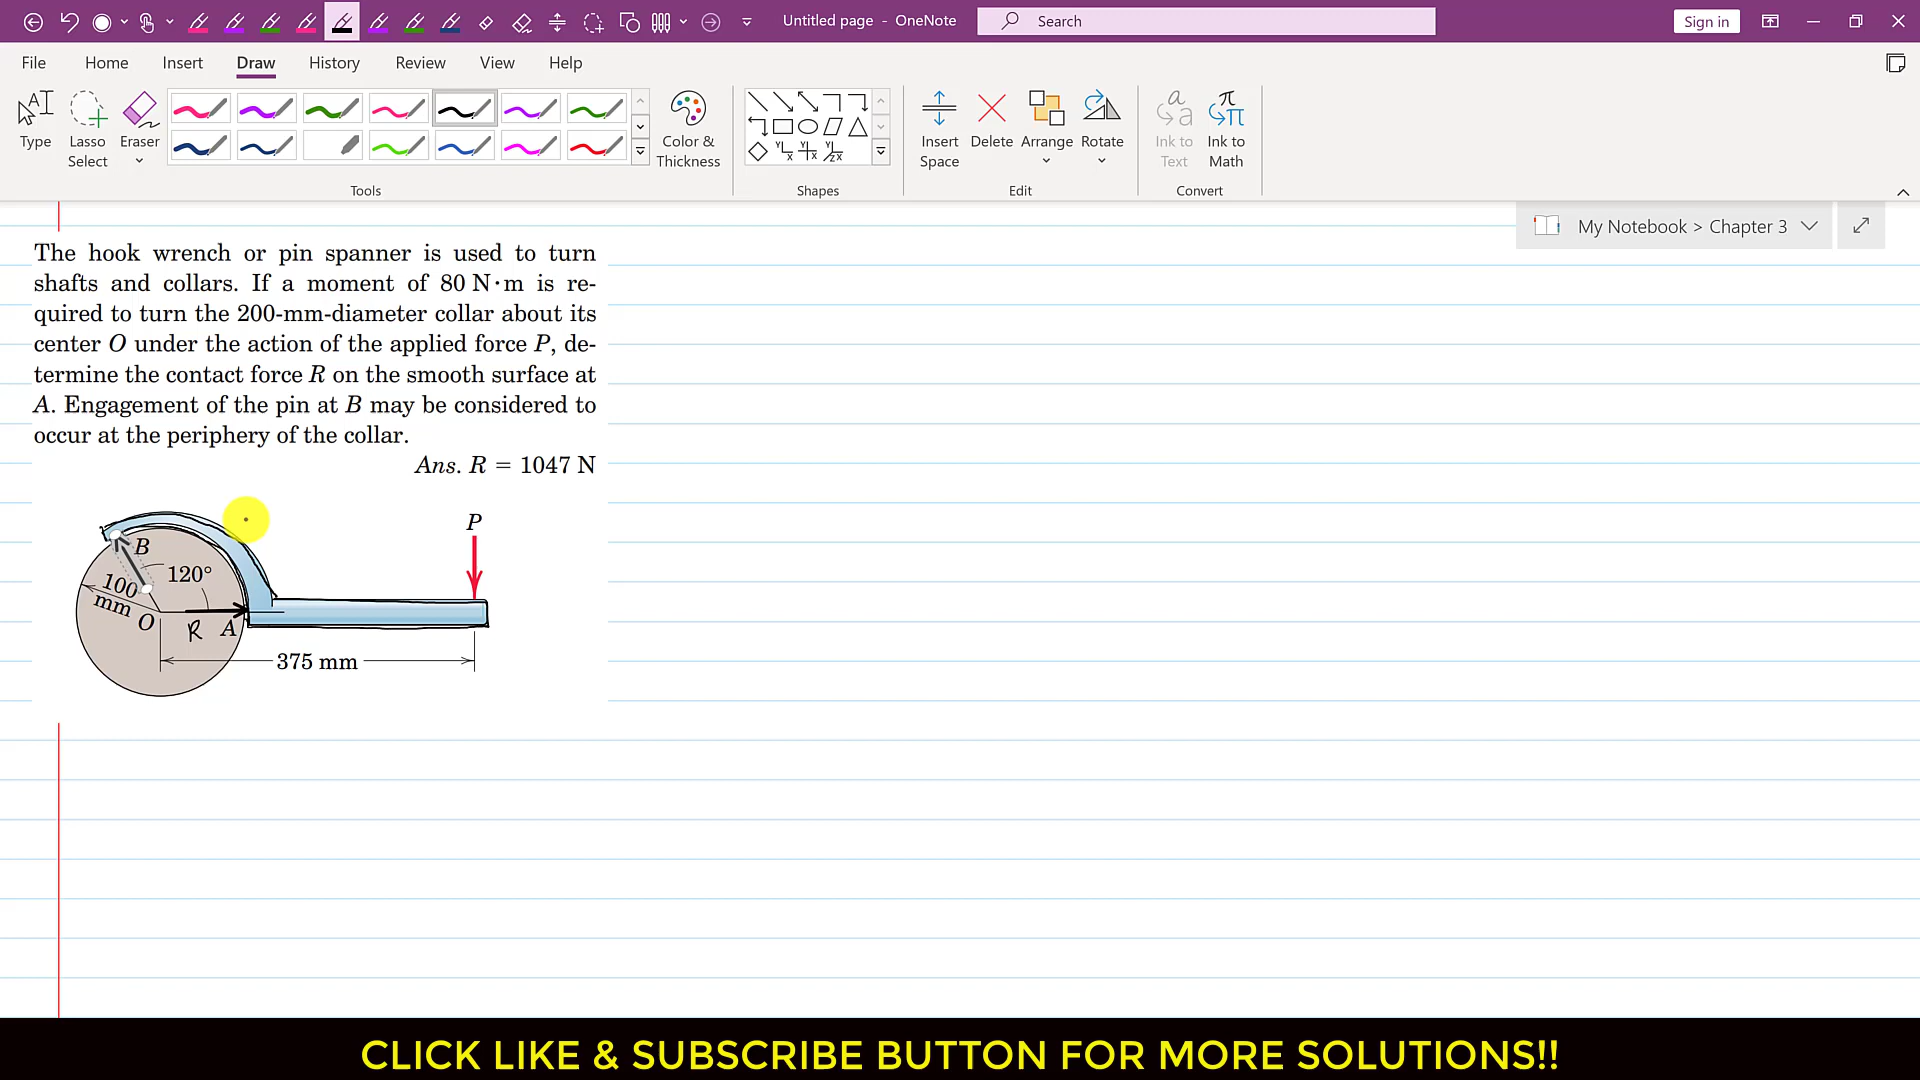 Untitled page - OneNote
Search
Sign in
File Home Insert Draw History Review View Help
Type
Lasso Select
Eraser
Color & Thickness
Insert Space
Delete
Arrange
Rotate
Ink to Text
Ink to Math
Tools
Shapes
Edit
Convert
My Notebook > Chapter 3
The hook wrench or pin spanner is used to turn
shafts and collars. If a moment of 80 N·m is re-
quired to turn the 200-mm-diameter collar about its
center O under the action of the applied force P, de-
termine the contact force R on the smooth surface at
A. Engagement of the pin at B may be considered to
occur at the periphery of the collar.
Ans. R = 1047 N
P
B
120°
100
mm
O
R
A
375 mm
CLICK LIKE & SUBSCRIBE BUTTON FOR MORE SOLUTIONS!!